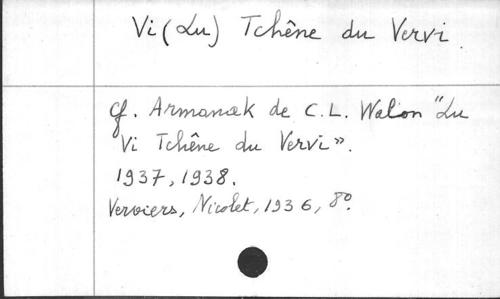 Vi (Lu) Tchêne du Vervi.
cf. Armanak de C.L. Walon "Lu
Vi Tchêne du Vervi».
1937, 1938.
Verviers, Nicolet, 1936, 8º.